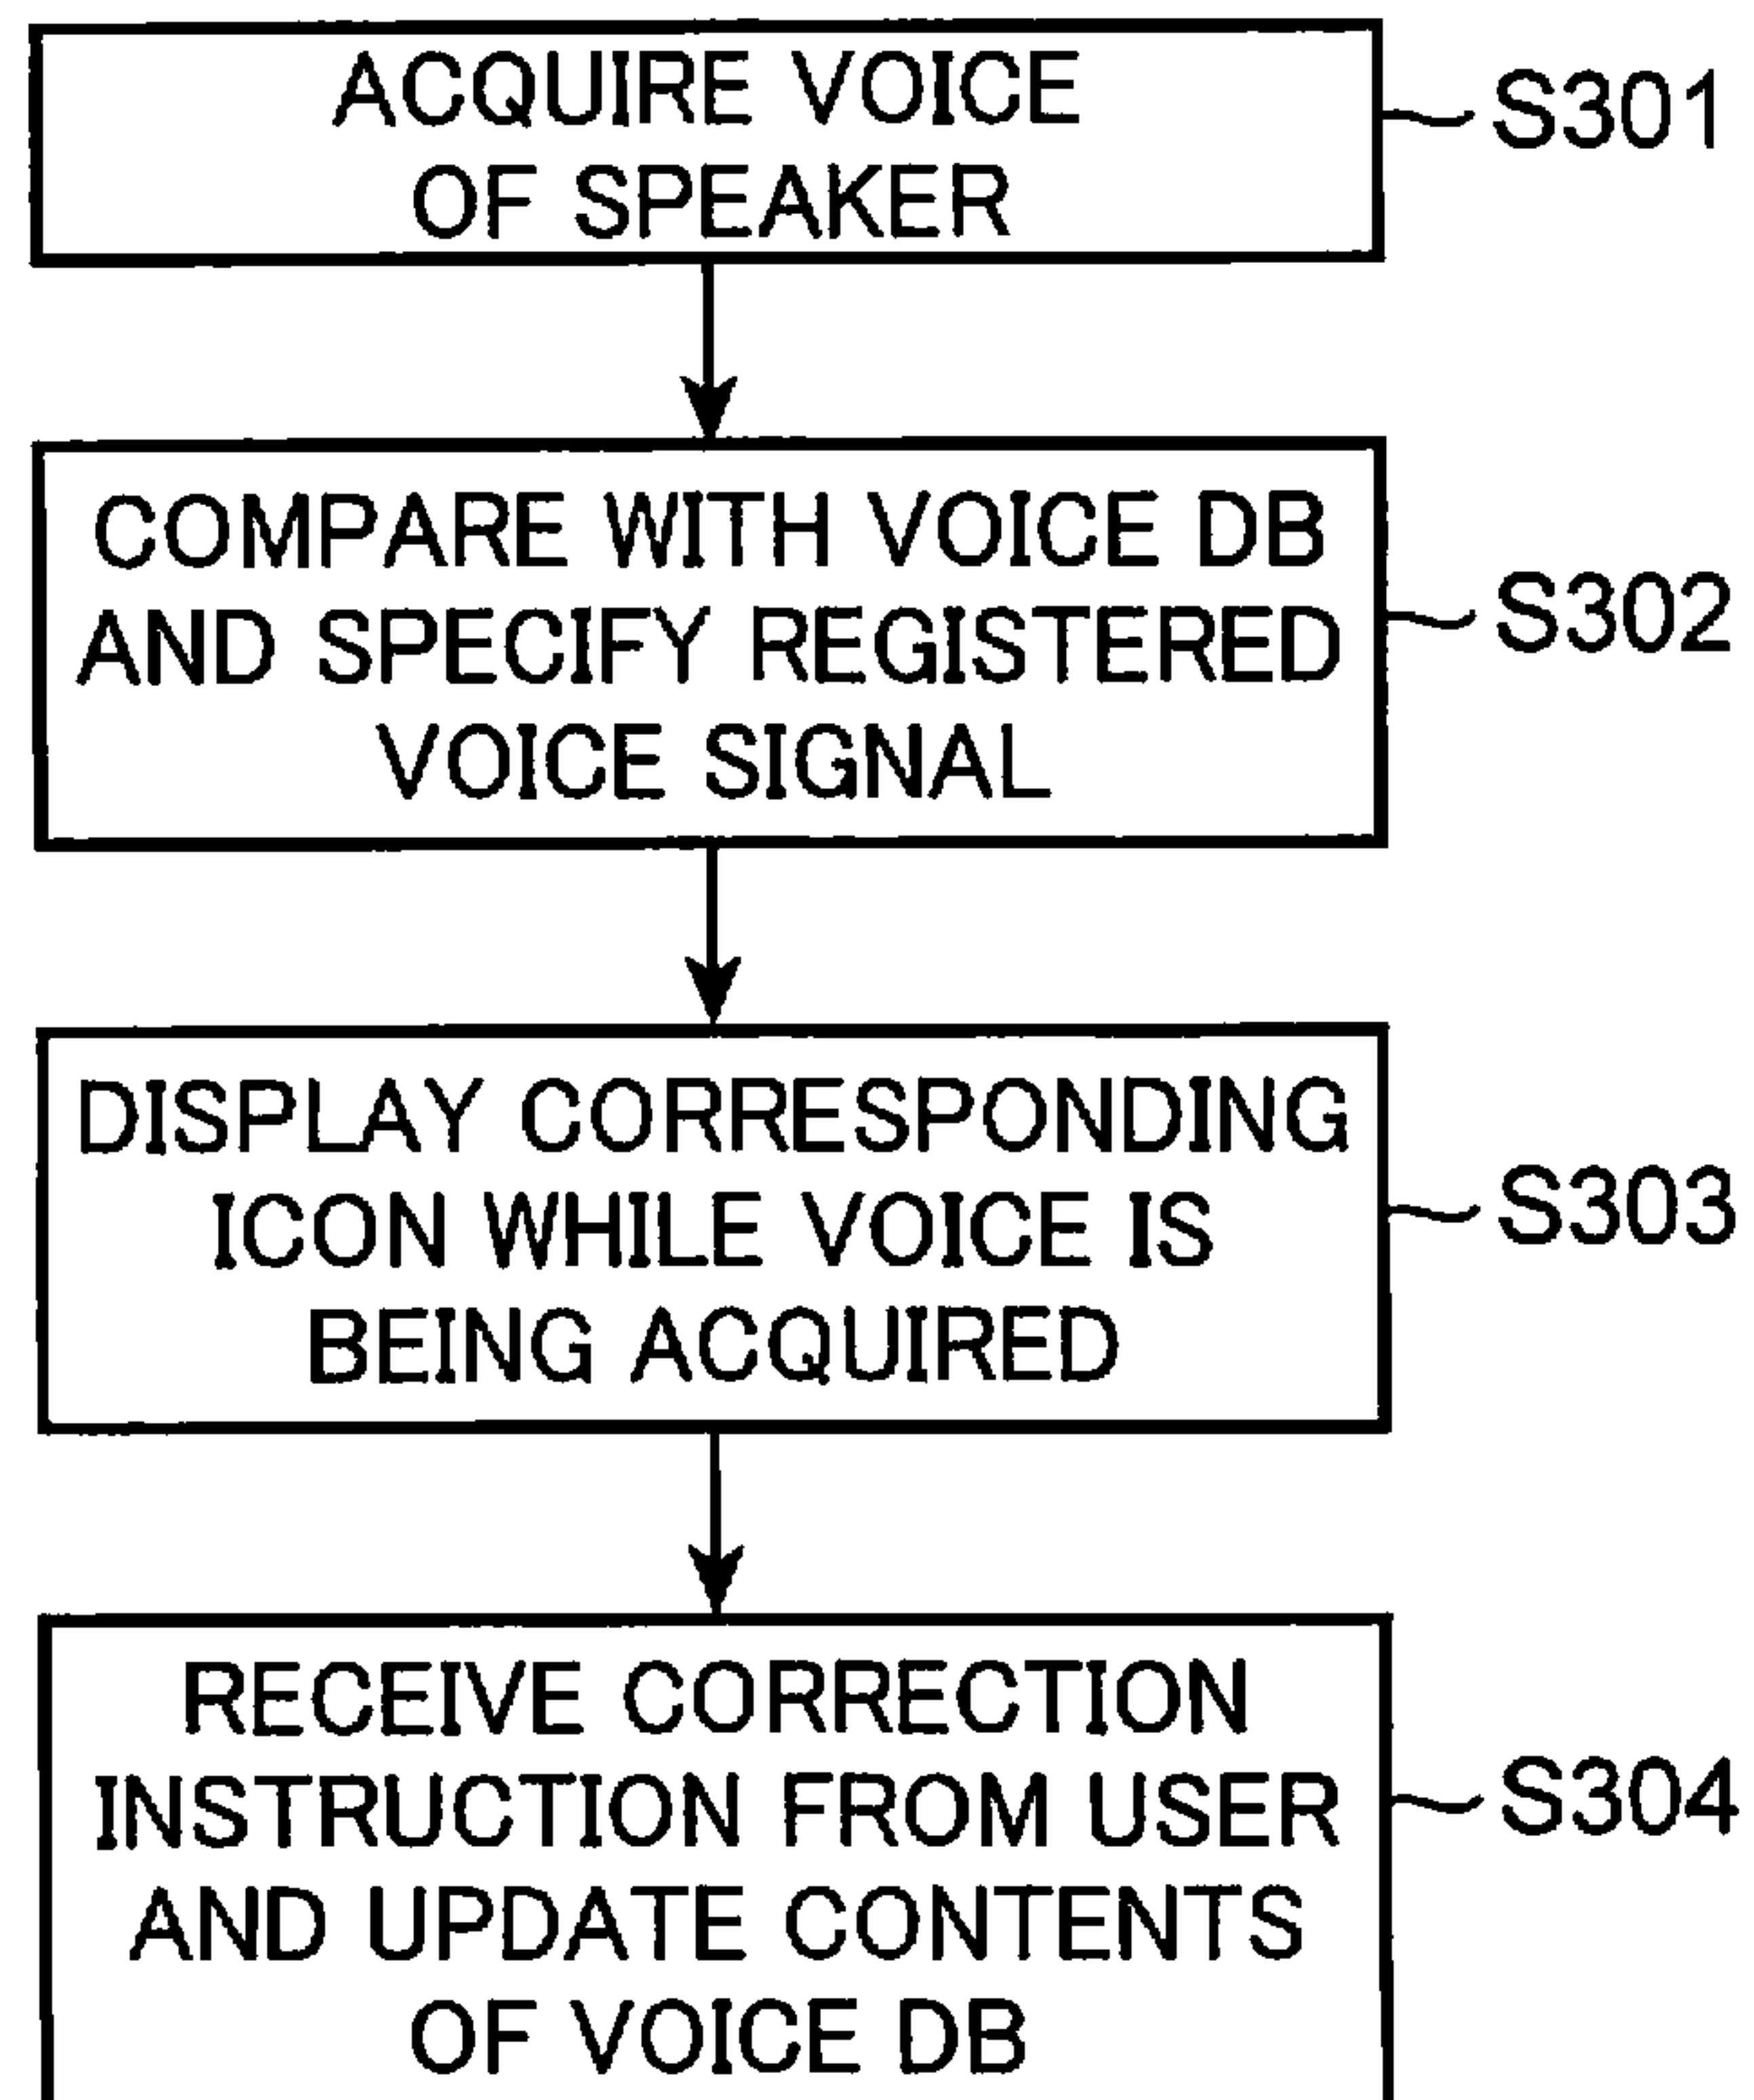 ACQUIRE VOICE
OF SPEAKER
S301
COMPARE WITH VOICE DB
AND SPECIFY REGISTERED
VOICE SIGNAL
S302
DISPLAY CORRESPONDING
ICON WHILE VOICE IS
BEING ACQUIRED
S303
RECEIVE CORRECTION
INSTRUCTION FROM USER
AND UPDATE CONTENTS
OF VOICE DB
S304